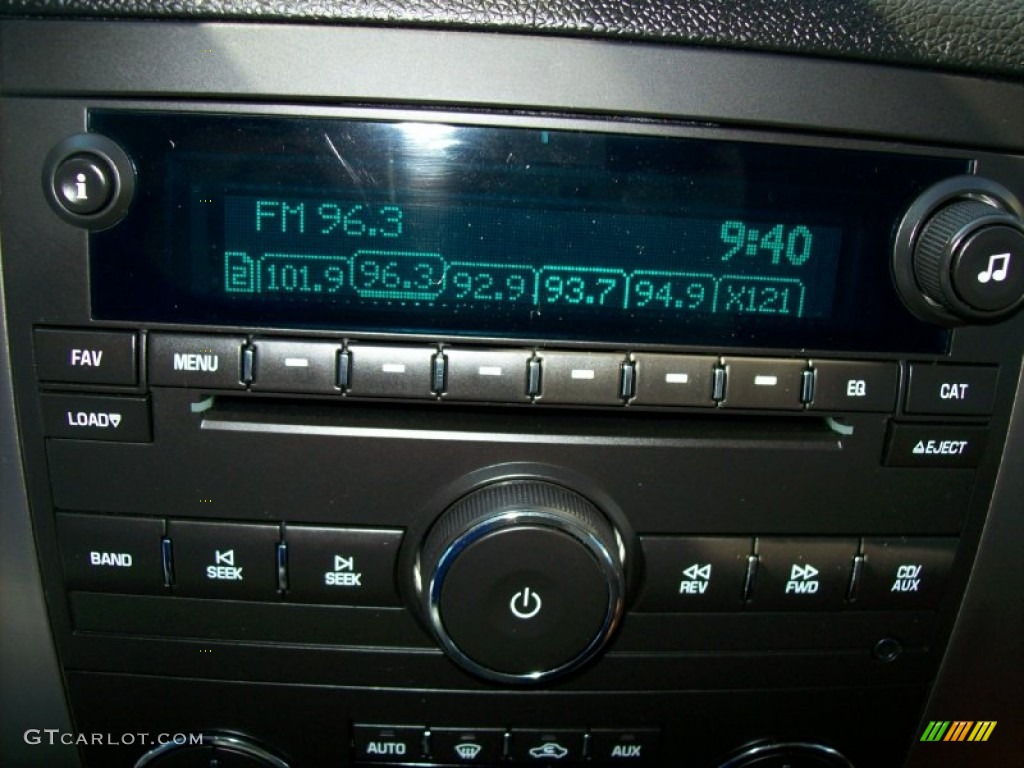 i
FM 96.3
9:40
2 101.9 96.3 92.9 93.7 94.9 X121
FAV MENU EQ CAT
LOAD
EJECT
BAND SEEK SEEK REV FWD CD/AUX
AUTO AUX
GTCARLOT.COM